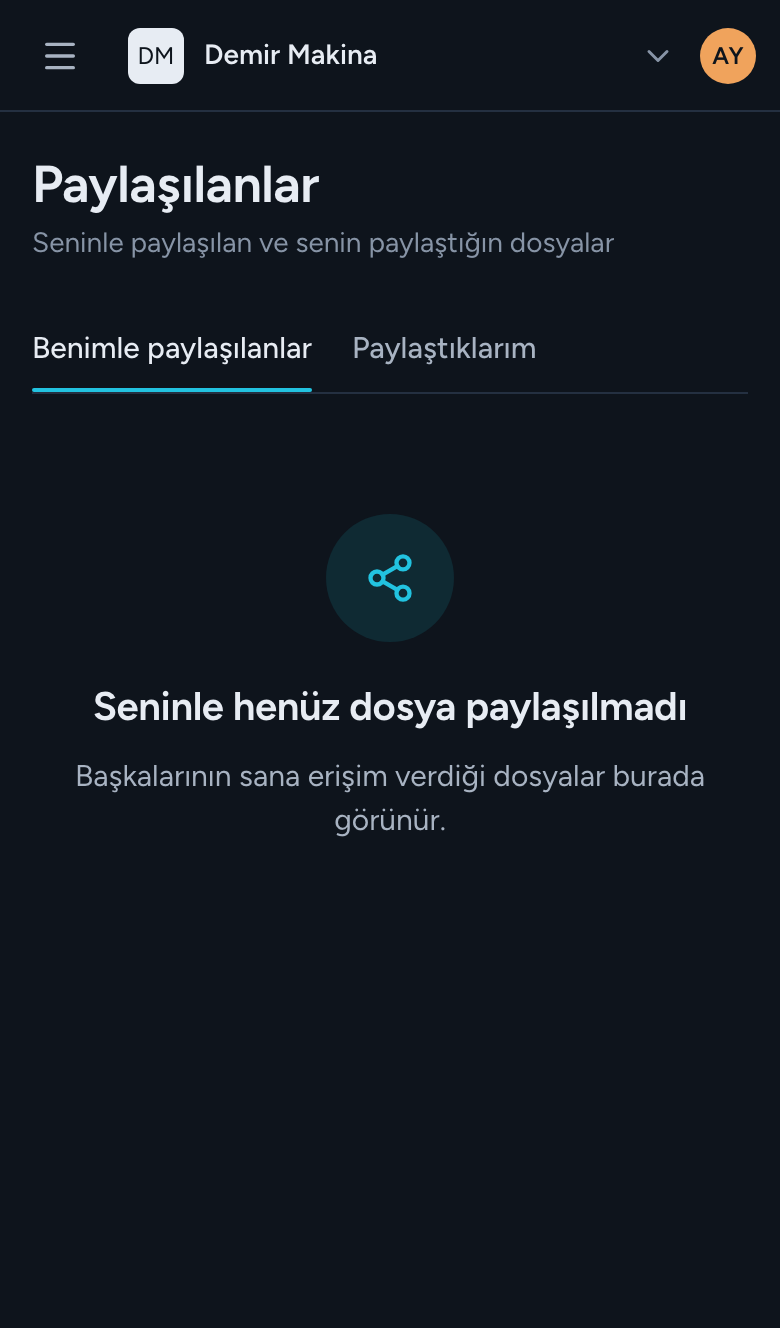 DM
Demir Makina
AY
Paylaşılanlar
Seninle paylaşılan ve senin paylaştığın dosyalar
Benimle paylaşılanlar
Paylaştıklarım
Seninle henüz dosya paylaşılmadı
Başkalarının sana erişim verdiği dosyalar burada
görünür.